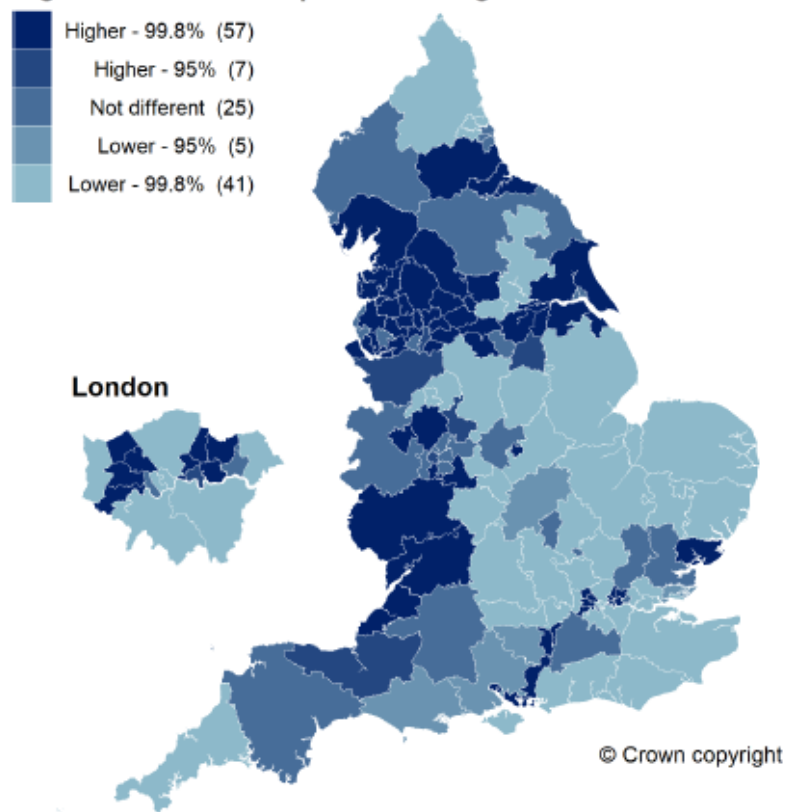 Higher - 99.8% (57)
Higher - 95% (7)
Not different (25)
Lower - 95% (5)
Lower - 99.8% (41)
London
© Crown copyright